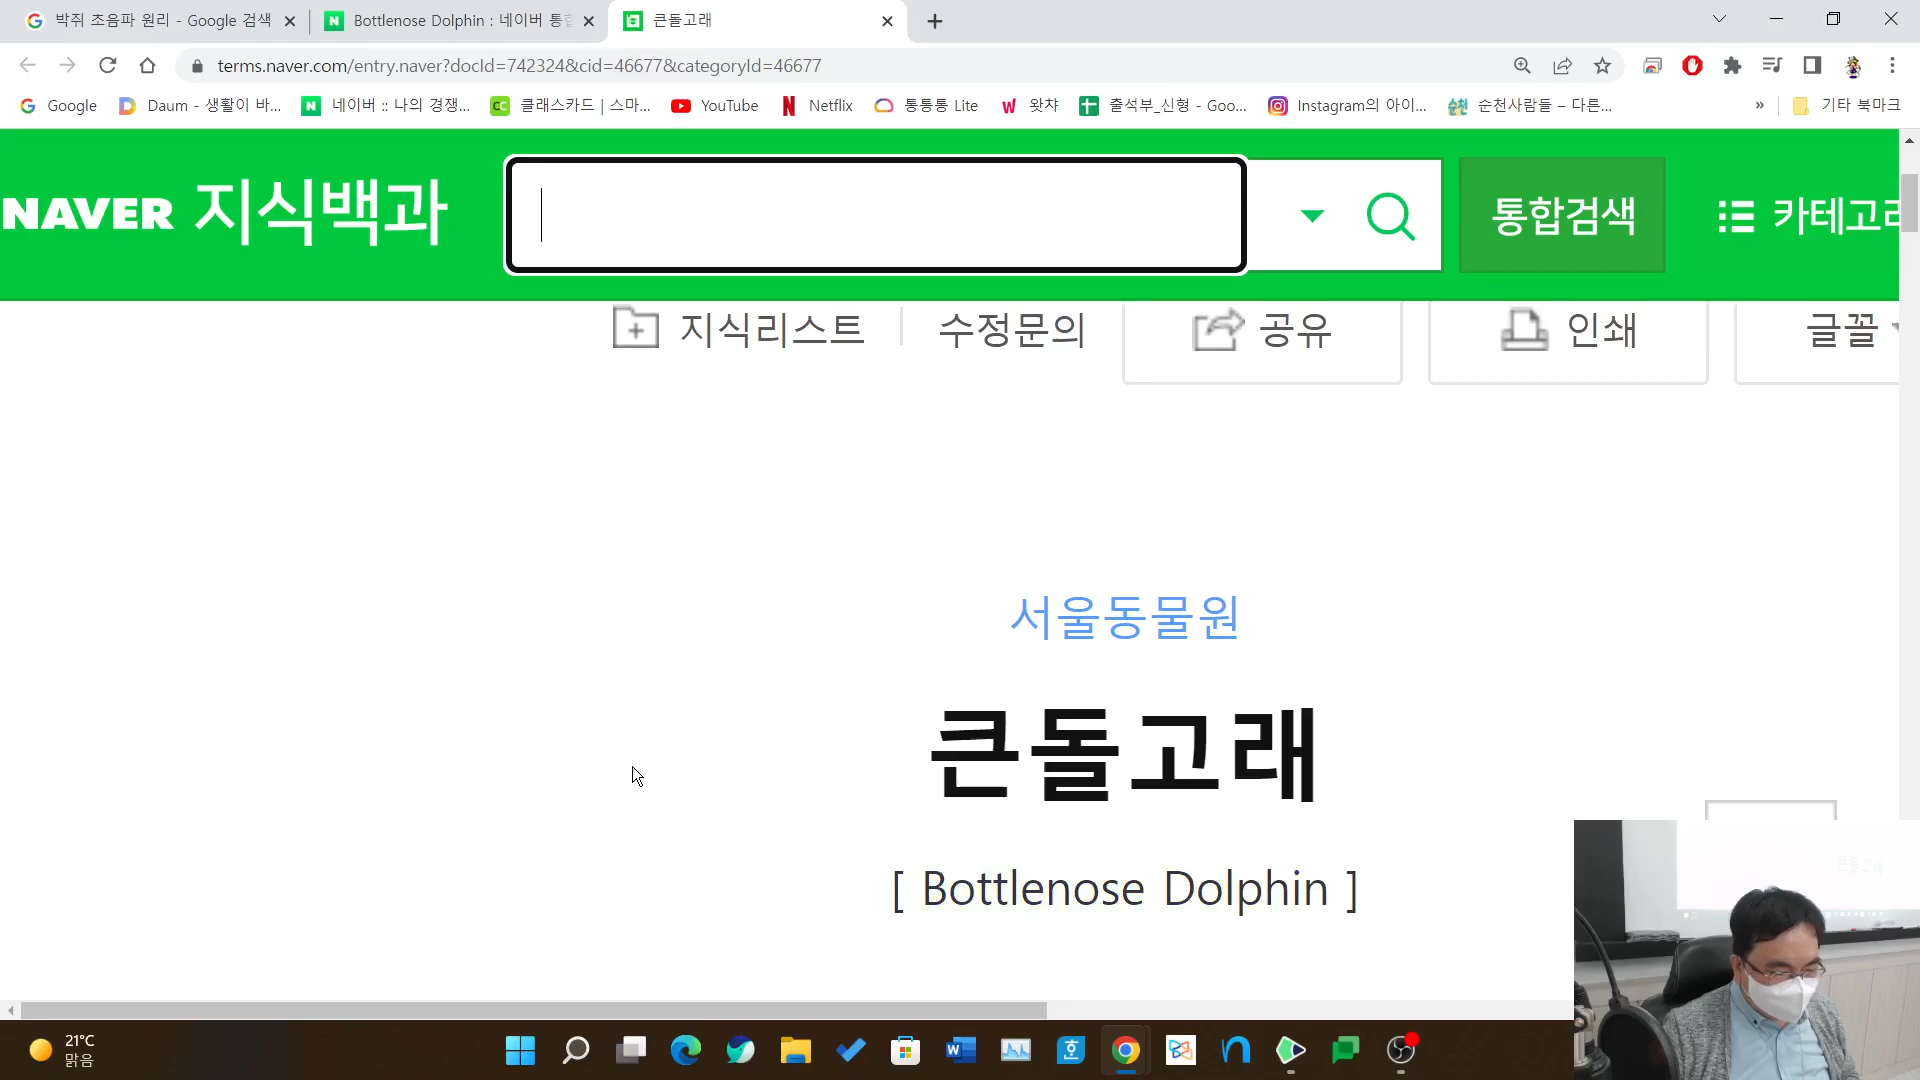 박쥐 초음파 원리 - Google 검색
Bottlenose Dolphin : 네이버 통합
큰돌고래
terms.naver.com/entry.naver?docId=742324&cid=46677&categoryId=46677
Google
Daum - 생활이 바...
네이버 :: 나의 경쟁...
클래스카드 | 스마...
YouTube
Netflix
통통통 Lite
왓챠
출석부_신형 - Goo...
Instagram의 아이...
순천사람들 – 다른...
»
기타 북마크
NAVER 지식백과
통합검색
카테고리
지식리스트
수정문의
공유
인쇄
글꼴
서울동물원
큰돌고래
[ Bottlenose Dolphin ]
21°C
맑음